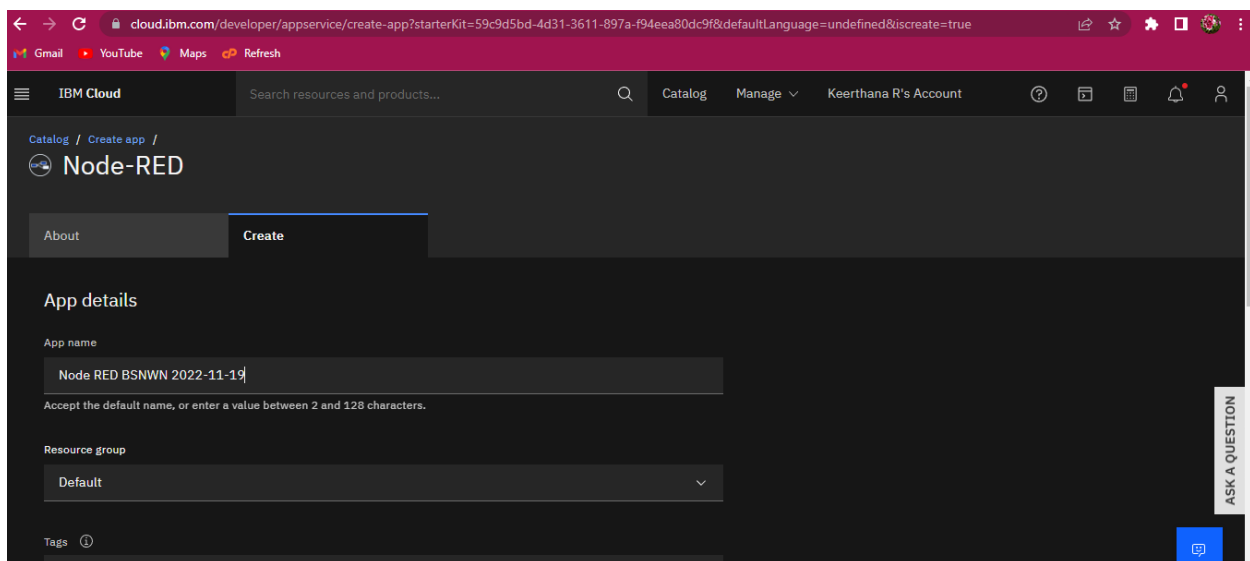 cloud.ibm.com/developer/appservice/create-app?starterKit=59c9d5bd-4d31-3611-897a-f94eea80dc9f&defaultLanguage=undefined&iscreate=true
Gmail YouTube Maps cP Refresh
IBM Cloud Search resources and products... Catalog Manage Keerthana R's Account
Catalog / Create app /
Node-RED
About Create
App details
App name
Node RED BSNWN 2022-11-19
Accept the default name, or enter a value between 2 and 128 characters.
Resource group
Default
Tags
ASK A QUESTION